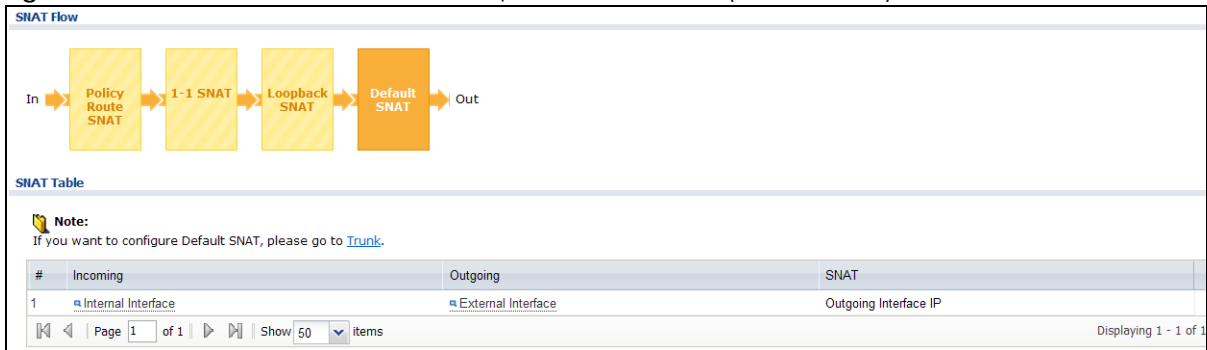 SNAT Flow
In
Policy Route SNAT
1-1 SNAT
Loopback SNAT
Default SNAT
Out
SNAT Table
Note:
If you want to configure Default SNAT, please go to Trunk.
# Incoming Outgoing SNAT
1 Internal Interface External Interface Outgoing Interface IP
Page 1 of 1 Show 50 items Displaying 1 - 1 of 1